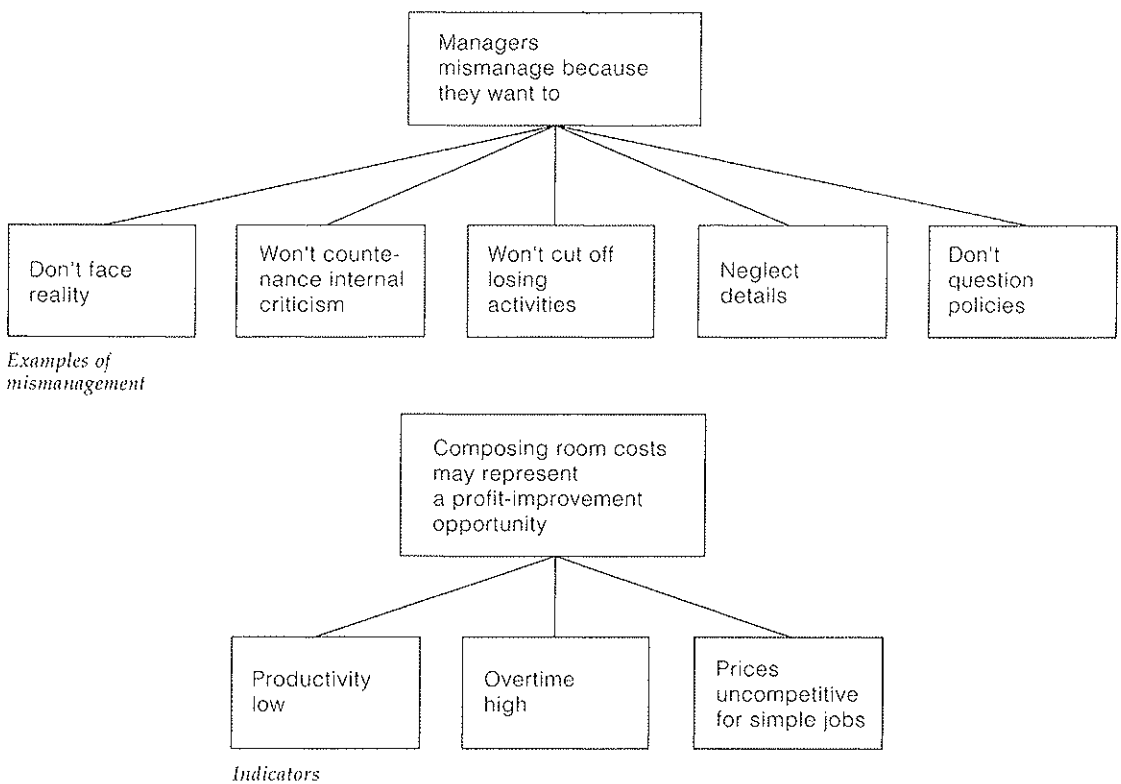 Managers
mismanage because
they want to
Don't face
reality
Won't counte-
nance internal
criticism
Won't cut off
losing
activities
Neglect
details
Don't
question
policies
Examples of
mismanagement
Composing room costs
may represent
a profit-improvement
opportunity
Productivity
low
Overtime
high
Prices
uncompetitive
for simple jobs
Indicators